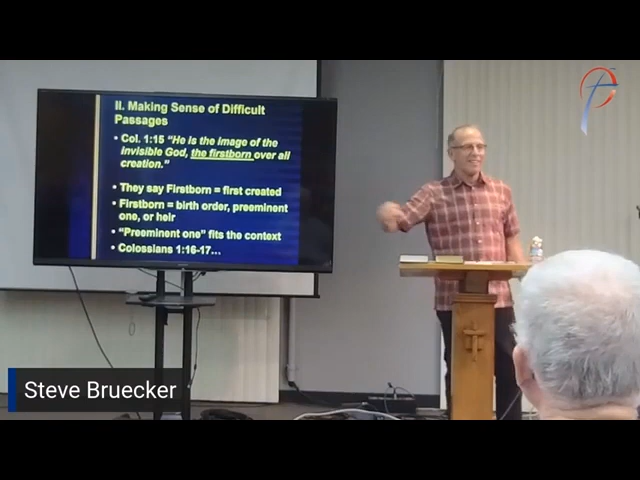 II. Making Sense of Difficult
Passages
• Col. 1:15 “He is the image of the
invisible God, the firstborn over all
creation.”
• They say Firstborn = first created
• Firstborn = birth order, preeminent
one, or heir
• “Preeminent one” fits the context
• Colossians 1:16-17...
Steve Bruecker